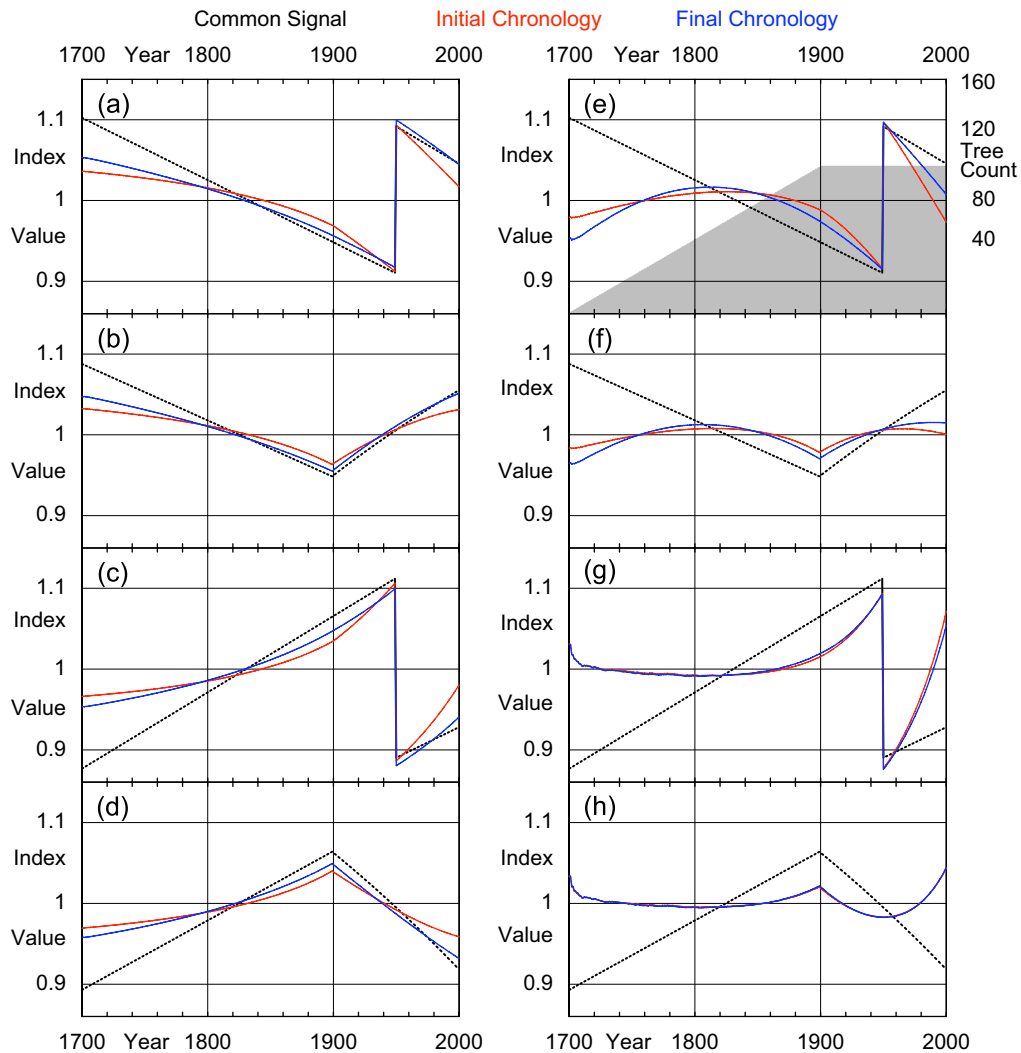 Common Signal Initial Chronology Final Chronology
1700 Year 1800 1900 2000 1700 Year 1800 1900 2000
(a) (e) 160
1.1 120
Index Index Tree
Count
1 1 80
Value Value 40
0.9 0.9
(b) (f)
1.1 1.1
Index Index
1 1
Value Value
0.9 0.9
(c) (g)
1.1 1.1
Index Index
1 1
Value Value
0.9 0.9
(d) (h)
1.1 1.1
Index Index
1 1
Value Value
0.9 0.9
1700 Year 1800 1900 2000 1700 Year 1800 1900 2000